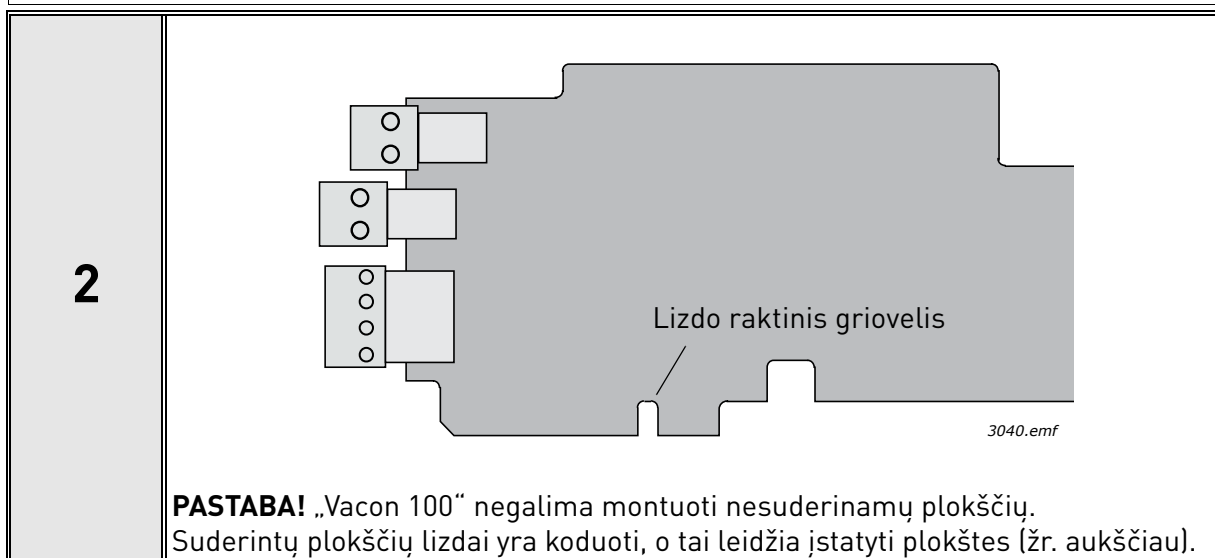 2
Lizdo raktinis griovelis
3040.emf
PASTABA! „Vacon 100“ negalima montuoti nesuderinamų plokščių.
Suderintų plokščių lizdai yra koduoti, o tai leidžia įstatyti plokštes (žr. aukščiau).